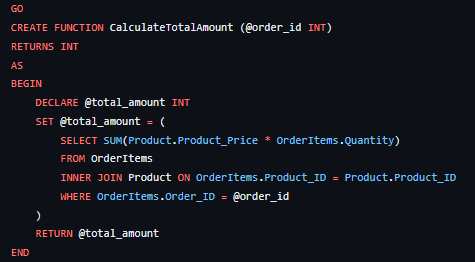 GO
CREATE FUNCTION CalculateTotalAmount (@order_id INT)
RETURNS INT
AS
BEGIN
    DECLARE @total_amount INT
    SET @total_amount = (
        SELECT SUM(Product.Product_Price * OrderItems.Quantity)
        FROM OrderItems
        INNER JOIN Product ON OrderItems.Product_ID = Product.Product_ID
        WHERE OrderItems.Order_ID = @order_id
    )
    RETURN @total_amount
END